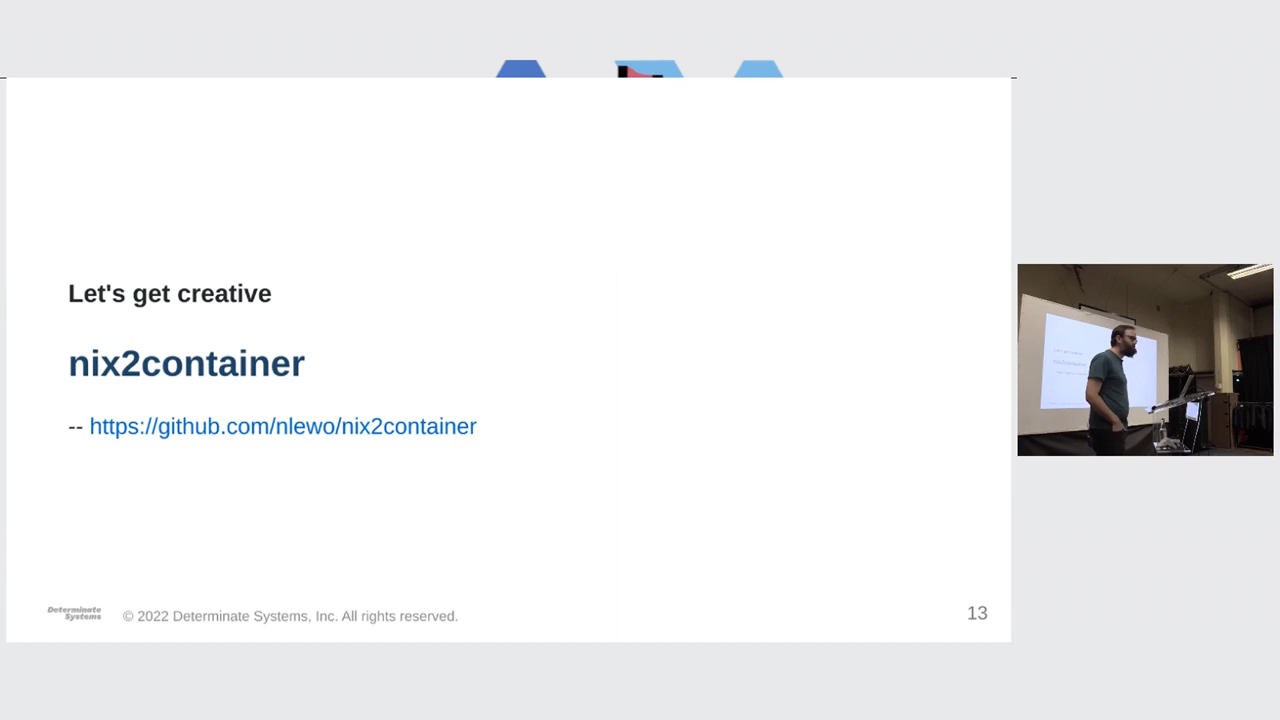 Let's get creative
nix2container
-- https://github.com/nlewo/nix2container
Determinate
Systems
© 2022 Determinate Systems, Inc. All rights reserved.
13